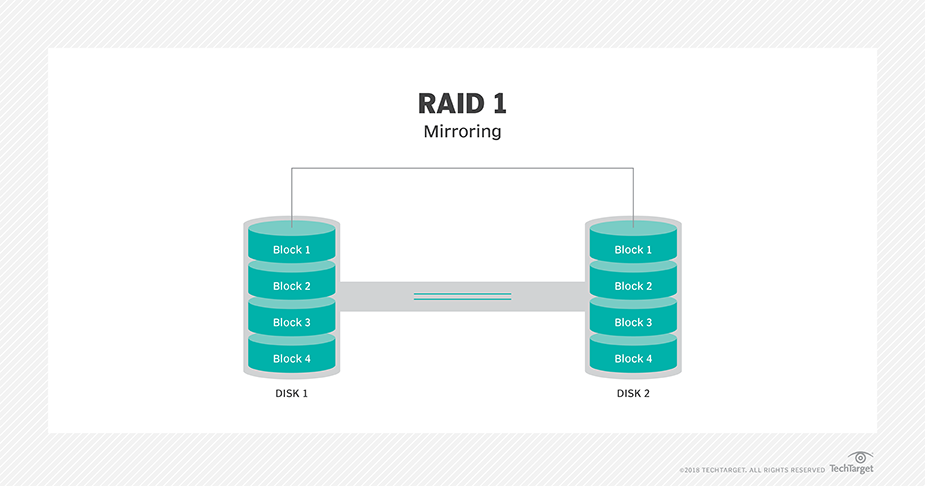 RAID 1
Mirroring
Block 1
Block 2
Block 3
Block 4
DISK 1
Block 1
Block 2
Block 3
Block 4
DISK 2
©2018 TECHTARGET. ALL RIGHTS RESERVED
TechTarget